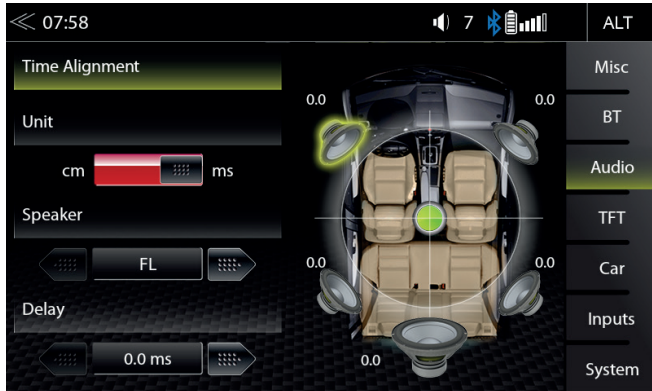 07:58
7
ALT
Time Alignment
Misc
0.0
0.0
Unit
BT
cm
ms
Audio
Speaker
TFT
FL
0.0
0.0
Car
Delay
Inputs
0.0 ms
0.0
System